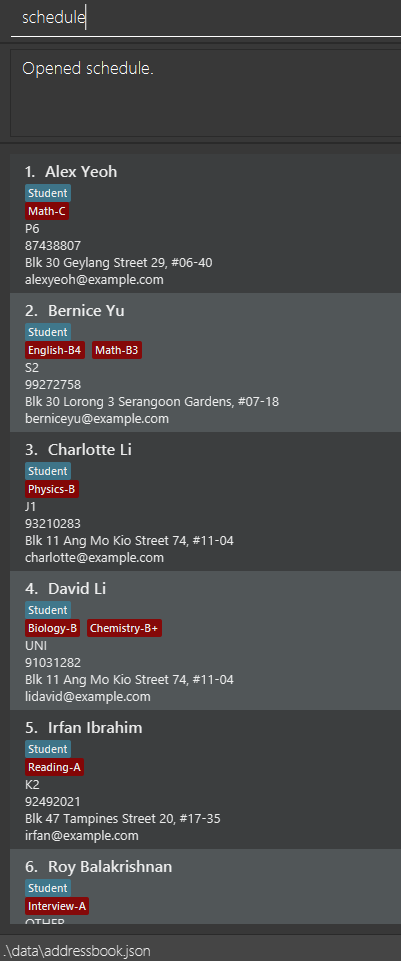 schedule
Opened schedule.
1. Alex Yeoh
Student
Math-C
P6
87438807
Blk 30 Geylang Street 29, #06-40
alexyeoh@example.com
2. Bernice Yu
Student
English-B4 Math-B3
S2
99272758
Blk 30 Lorong 3 Serangoon Gardens, #07-18
berniceyu@example.com
3. Charlotte Li
Student
Physics-B
J1
93210283
Blk 11 Ang Mo Kio Street 74, #11-04
charlotte@example.com
4. David Li
Student
Biology-B Chemistry-B+
UNI
91031282
Blk 11 Ang Mo Kio Street 74, #11-04
lidavid@example.com
5. Irfan Ibrahim
Student
Reading-A
K2
92492021
Blk 47 Tampines Street 20, #17-35
irfan@example.com
6. Roy Balakrishnan
Student
Interview-A
OTHER
.\data\addressbook.json